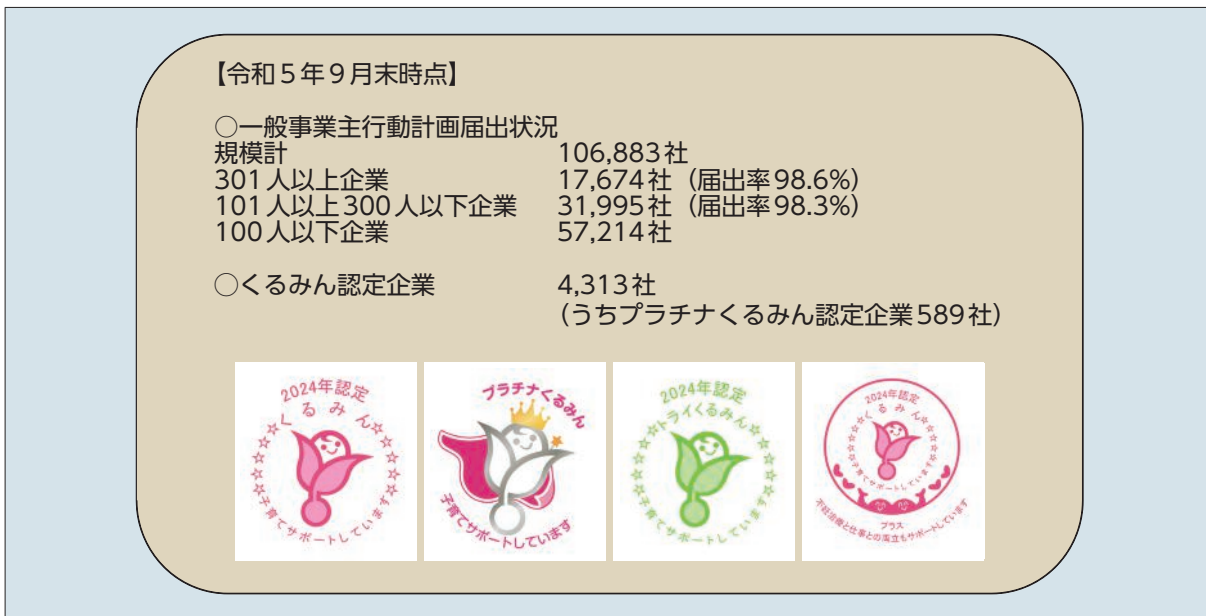 【令和5年9月末時点】
○一般事業主行動計画届出状況
規模計 106,883社
301人以上企業 17,674社（届出率98.6%）
101人以上300人以下企業 31,995社（届出率98.3%）
100人以下企業 57,214社
○くるみん認定企業 4,313社
（うちプラチナくるみん認定企業589社）
2024年認定
☆☆☆☆くるみん☆☆☆☆
子育てサポートしています
プラチナくるみん
子育てサポートしています
2024年認定
トライくるみん
子育てサポートしています
2024年認定
くるみん
子育てサポートしています
プラス
不妊治療と仕事との両立もサポートしています